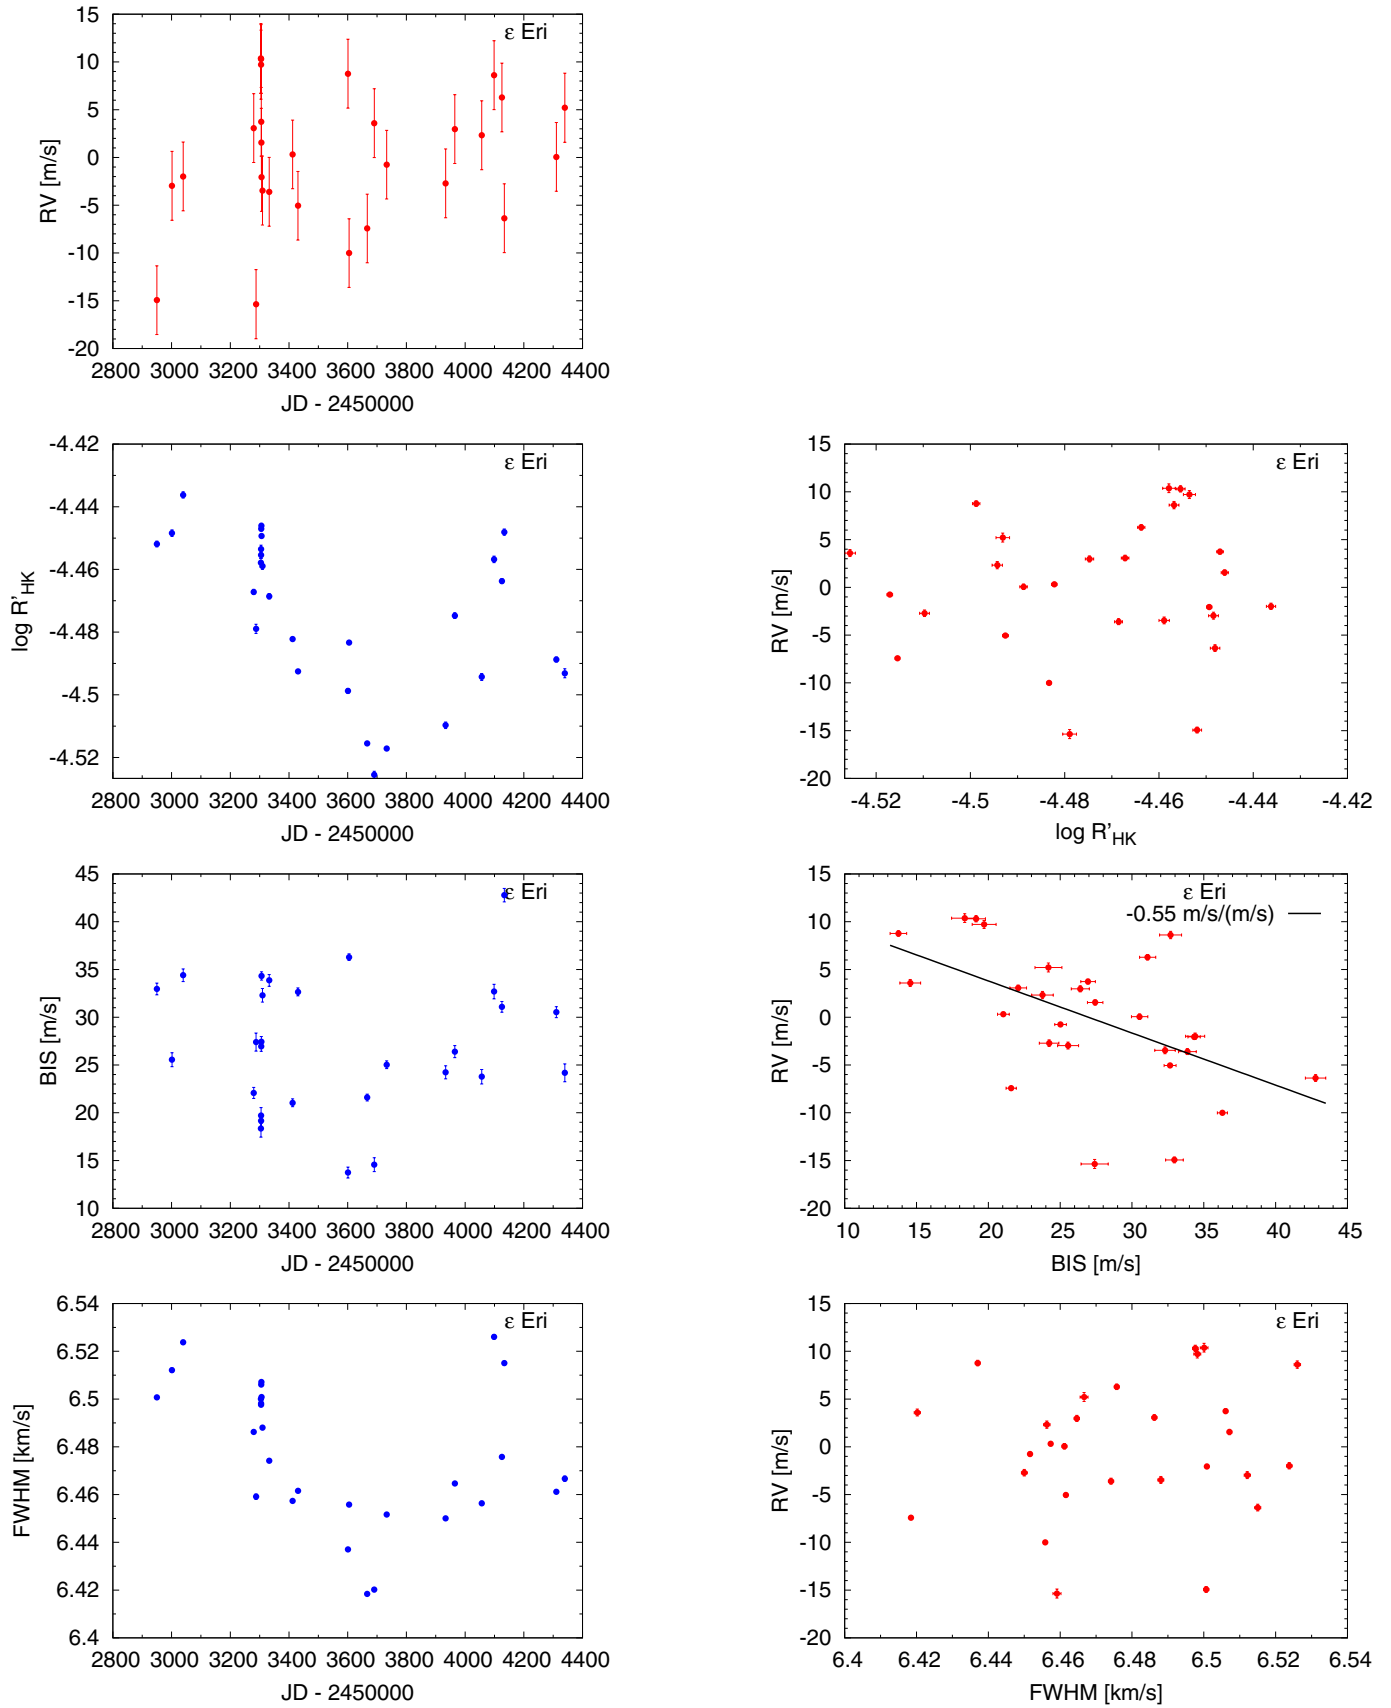 15
10
5
0
-5
-10
-15
-20
RV [m/s]
ε Eri
2800 3000 3200 3400 3600 3800 4000 4200 4400
JD - 2450000
-4.42
-4.44
-4.46
-4.48
-4.5
-4.52
log R'HK
ε Eri
2800 3000 3200 3400 3600 3800 4000 4200 4400
JD - 2450000
15
10
5
0
-5
-10
-15
-20
RV [m/s]
ε Eri
-4.52 -4.5 -4.48 -4.46 -4.44 -4.42
log R'HK
45
40
35
30
25
20
15
10
BIS [m/s]
ε Eri
2800 3000 3200 3400 3600 3800 4000 4200 4400
JD - 2450000
15
10
5
0
-5
-10
-15
-20
RV [m/s]
ε Eri
-0.55 m/s/(m/s)
10 15 20 25 30 35 40 45
BIS [m/s]
6.54
6.52
6.5
6.48
6.46
6.44
6.42
6.4
FWHM [km/s]
ε Eri
2800 3000 3200 3400 3600 3800 4000 4200 4400
JD - 2450000
15
10
5
0
-5
-10
-15
-20
RV [m/s]
ε Eri
6.4 6.42 6.44 6.46 6.48 6.5 6.52 6.54
FWHM [km/s]